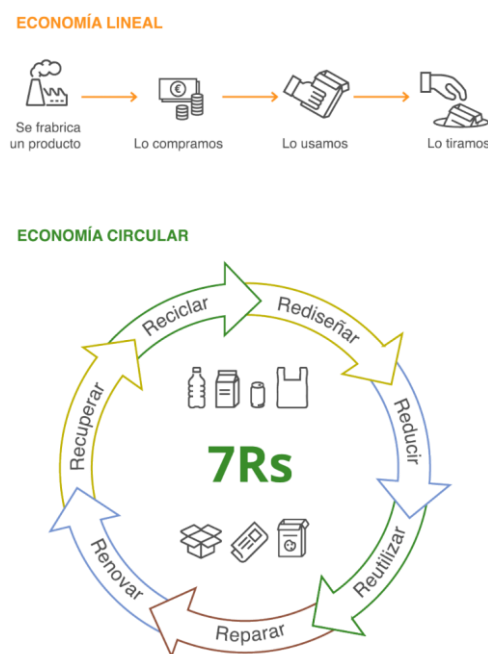 ECONOMÍA LINEAL
Se frabrica
un producto
Lo compramos
Lo usamos
Lo tiramos
ECONOMÍA CIRCULAR
Rediseñar
Reducir
Reutilizar
Reparar
Renovar
Recuperar
Reciclar
7Rs